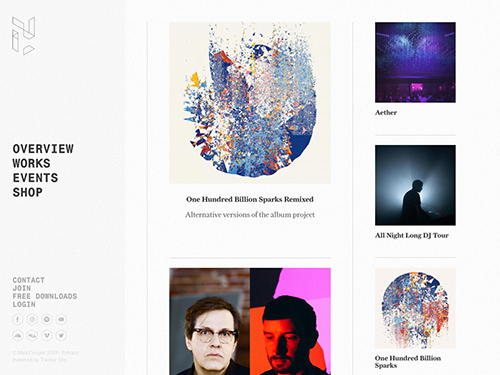 OVERVIEW
WORKS
EVENTS
SHOP
CONTACT
JOIN
FREE DOWNLOADS
LOGIN
One Hundred Billion Sparks Remixed
Alternative versions of the album project
Aether
All Night Long DJ Tour
One Hundred Billion
Sparks